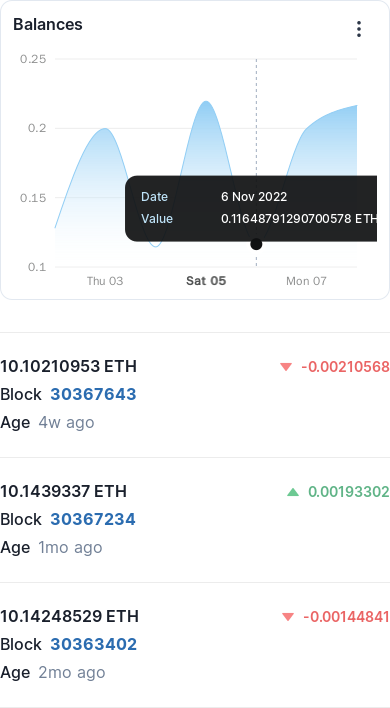 Balances
0.25
0.2
0.15
0.1
Date 6 Nov 2022
Value 0.11648791290700578 ETH
Thu 03 Sat 05 Mon 07
10.10210953 ETH -0.00210568
Block 30367643
Age 4w ago
10.1439337 ETH 0.00193302
Block 30367234
Age 1mo ago
10.14248529 ETH -0.00144841
Block 30363402
Age 2mo ago